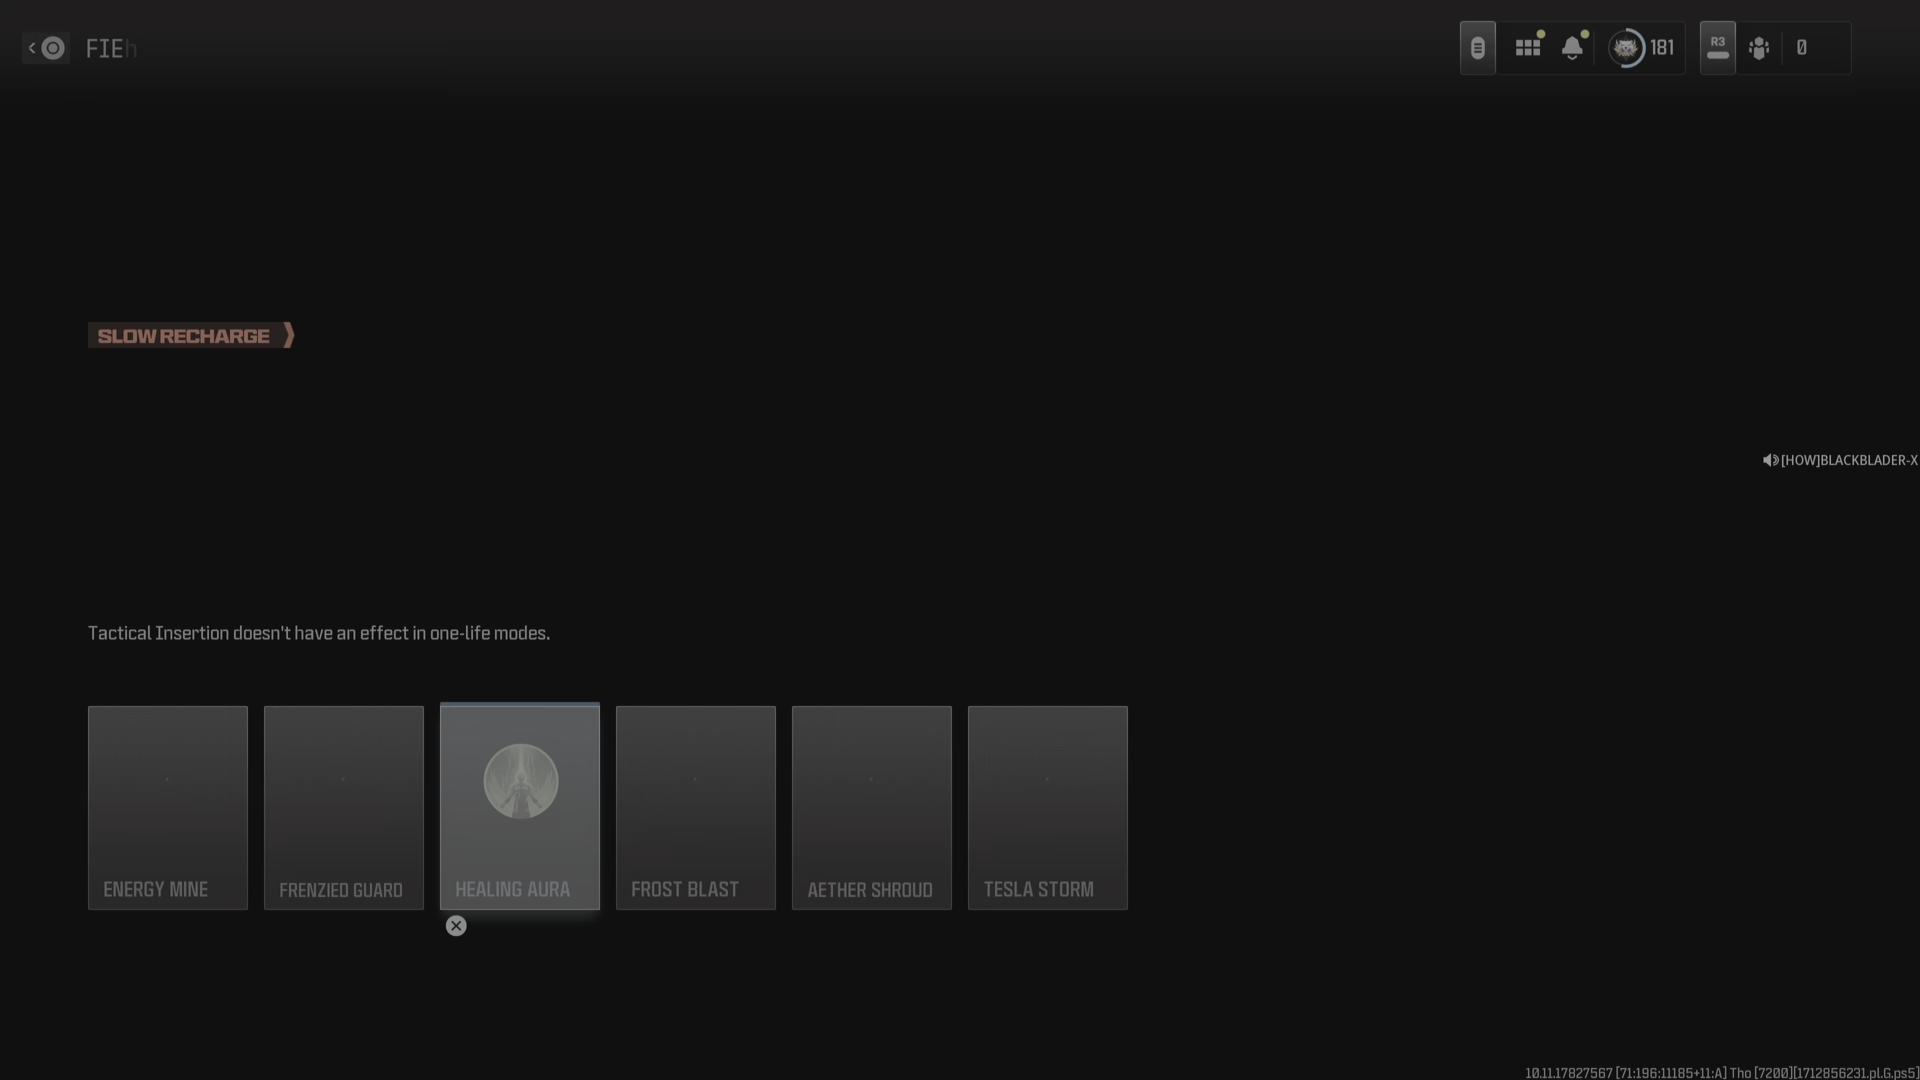 FIEh
181
R3
0
SLOW RECHARGE
[HOW]BLACKBLADER-X
Tactical Insertion doesn't have an effect in one-life modes.
ENERGY MINE
FRENZIED GUARD
HEALING AURA
FROST BLAST
AETHER SHROUD
TESLA STORM
10.11.17827567 [71:196:11185+11:A] Tho [7200][1712856231.pl.G.ps5]